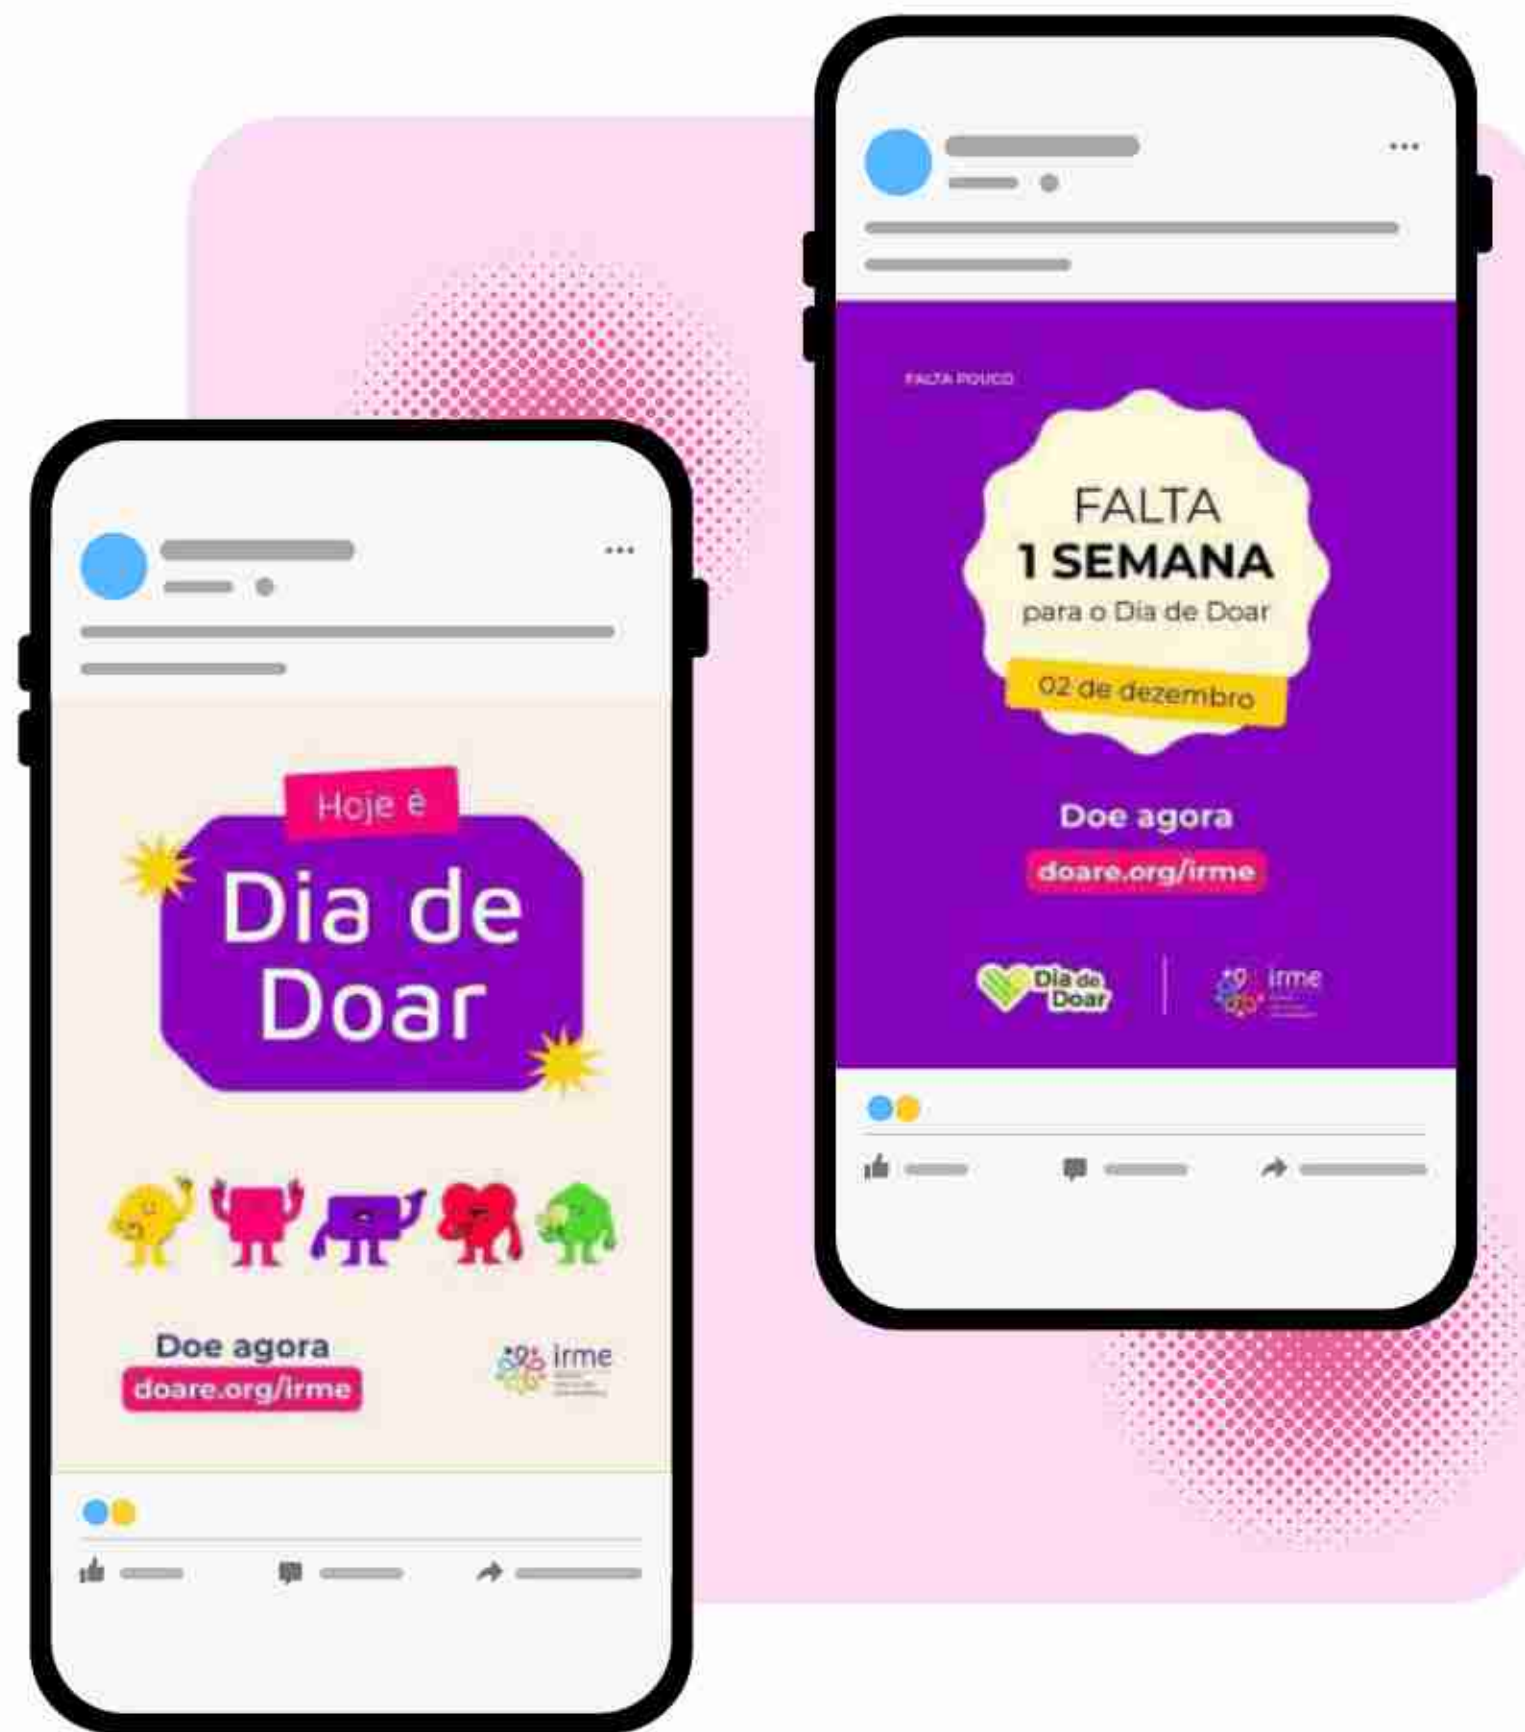 Hoje é
Dia de
Doar
Doe agora
doare.org/irme
irme
FALTA POUCO
FALTA
1 SEMANA
para o Dia de Doar
02 de dezembro
Doe agora
doare.org/irme
Dia de
Doar
irme